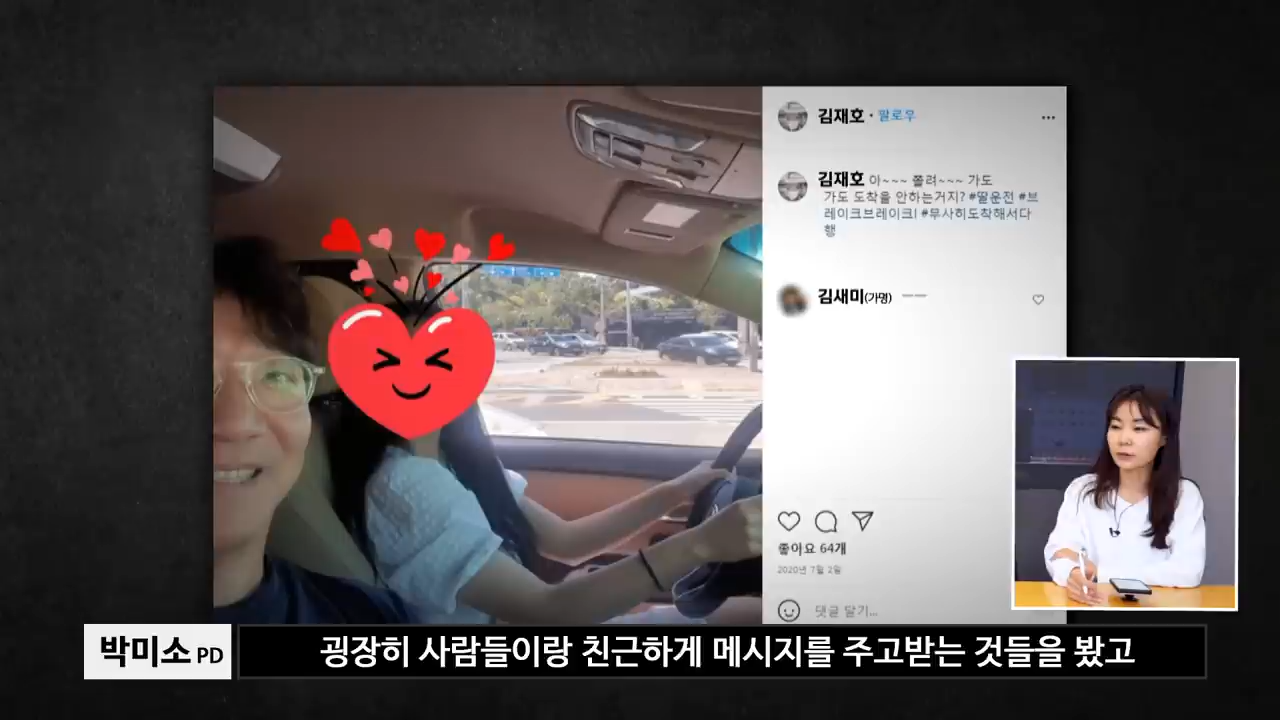 김재호 · 팔로우
김재호 아~~~ 쫄려~~~ 가도
가도 도착을 안하는거지? #딸운전 #브
레이크브레이크! #무사히도착해서다
행
김새미(가명) ㅡㅡ
좋아요 64개
2020년 7월 2일
댓글 달기...
박미소 PD
굉장히 사람들이랑 친근하게 메시지를 주고받는 것들을 봤고